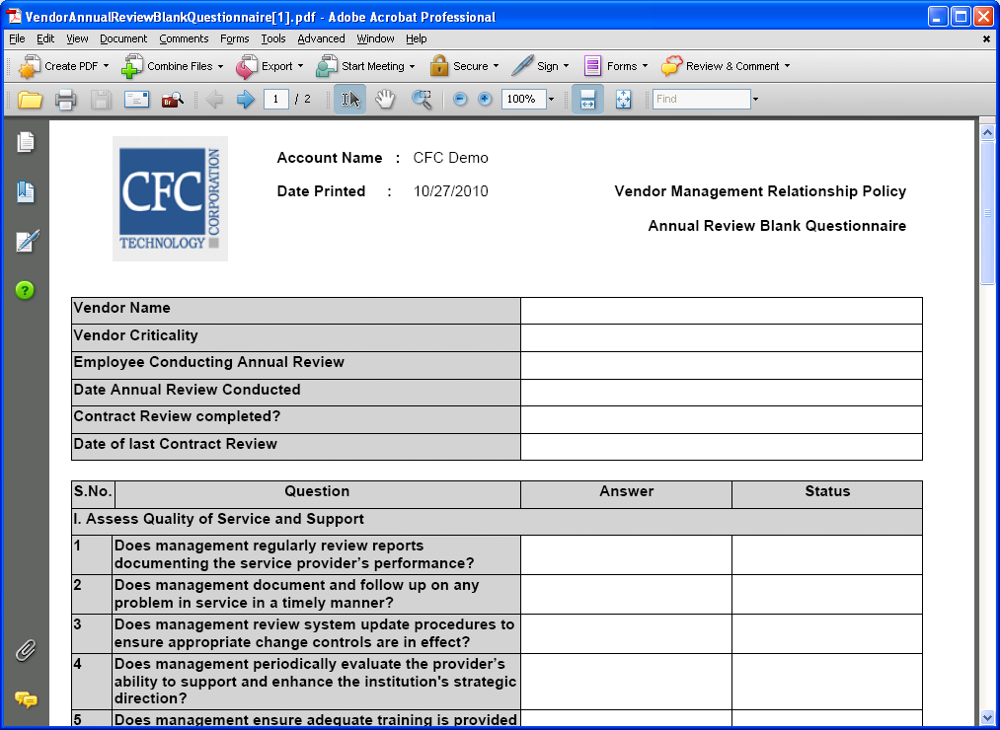 VendorAnnualReviewBlankQuestionnaire[1].pdf - Adobe Acrobat Professional
File Edit View Document Comments Forms Tools Advanced Window Help
Create PDF Combine Files Export Start Meeting Secure Sign Forms Review & Comment
1 / 2 100% Find
CFC
TECHNOLOGY
CORPORATION
Account Name : CFC Demo
Date Printed : 10/27/2010
Vendor Management Relationship Policy
Annual Review Blank Questionnaire
Vendor Name
Vendor Criticality
Employee Conducting Annual Review
Date Annual Review Conducted
Contract Review completed?
Date of last Contract Review
S.No. Question Answer Status
I. Assess Quality of Service and Support
1 Does management regularly review reports
documenting the service provider's performance?
2 Does management document and follow up on any
problem in service in a timely manner?
3 Does management review system update procedures to
ensure appropriate change controls are in effect?
4 Does management periodically evaluate the provider's
ability to support and enhance the institution's strategic
direction?
5 Does management ensure adequate training is provided